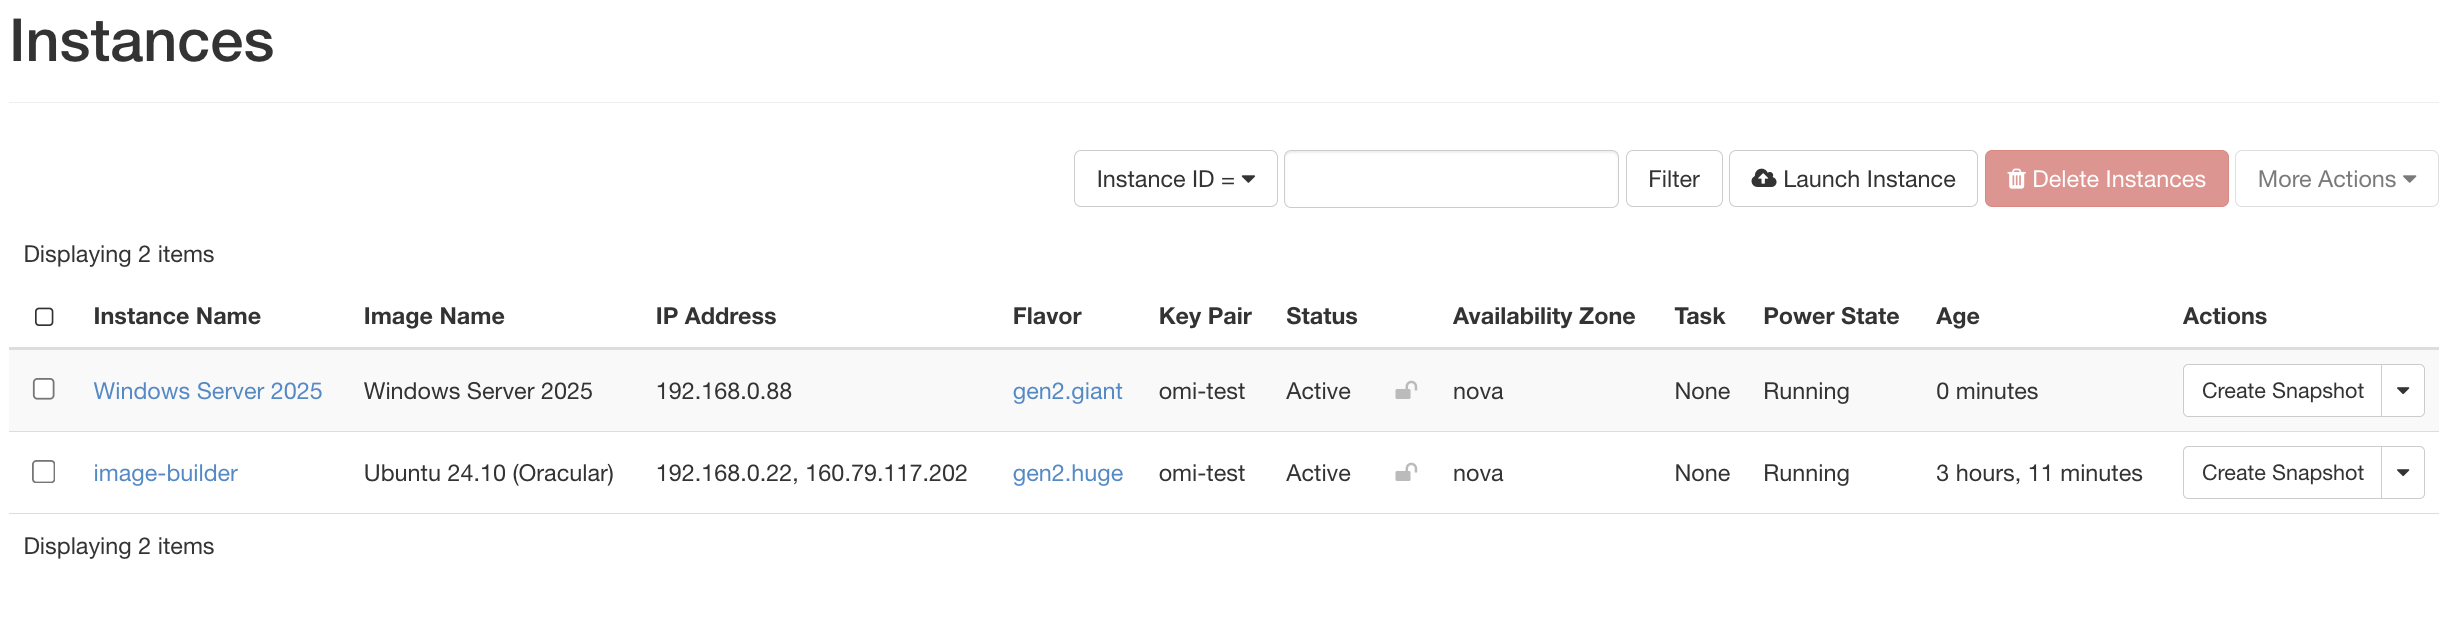 Instances
Instance ID = Filter Launch Instance Delete Instances More Actions
Displaying 2 items
Instance Name Image Name IP Address Flavor Key Pair Status Availability Zone Task Power State Age Actions
Windows Server 2025 Windows Server 2025 192.168.0.88 gen2.giant omi-test Active nova None Running 0 minutes Create Snapshot
image-builder Ubuntu 24.10 (Oracular) 192.168.0.22, 160.79.117.202 gen2.huge omi-test Active nova None Running 3 hours, 11 minutes Create Snapshot
Displaying 2 items